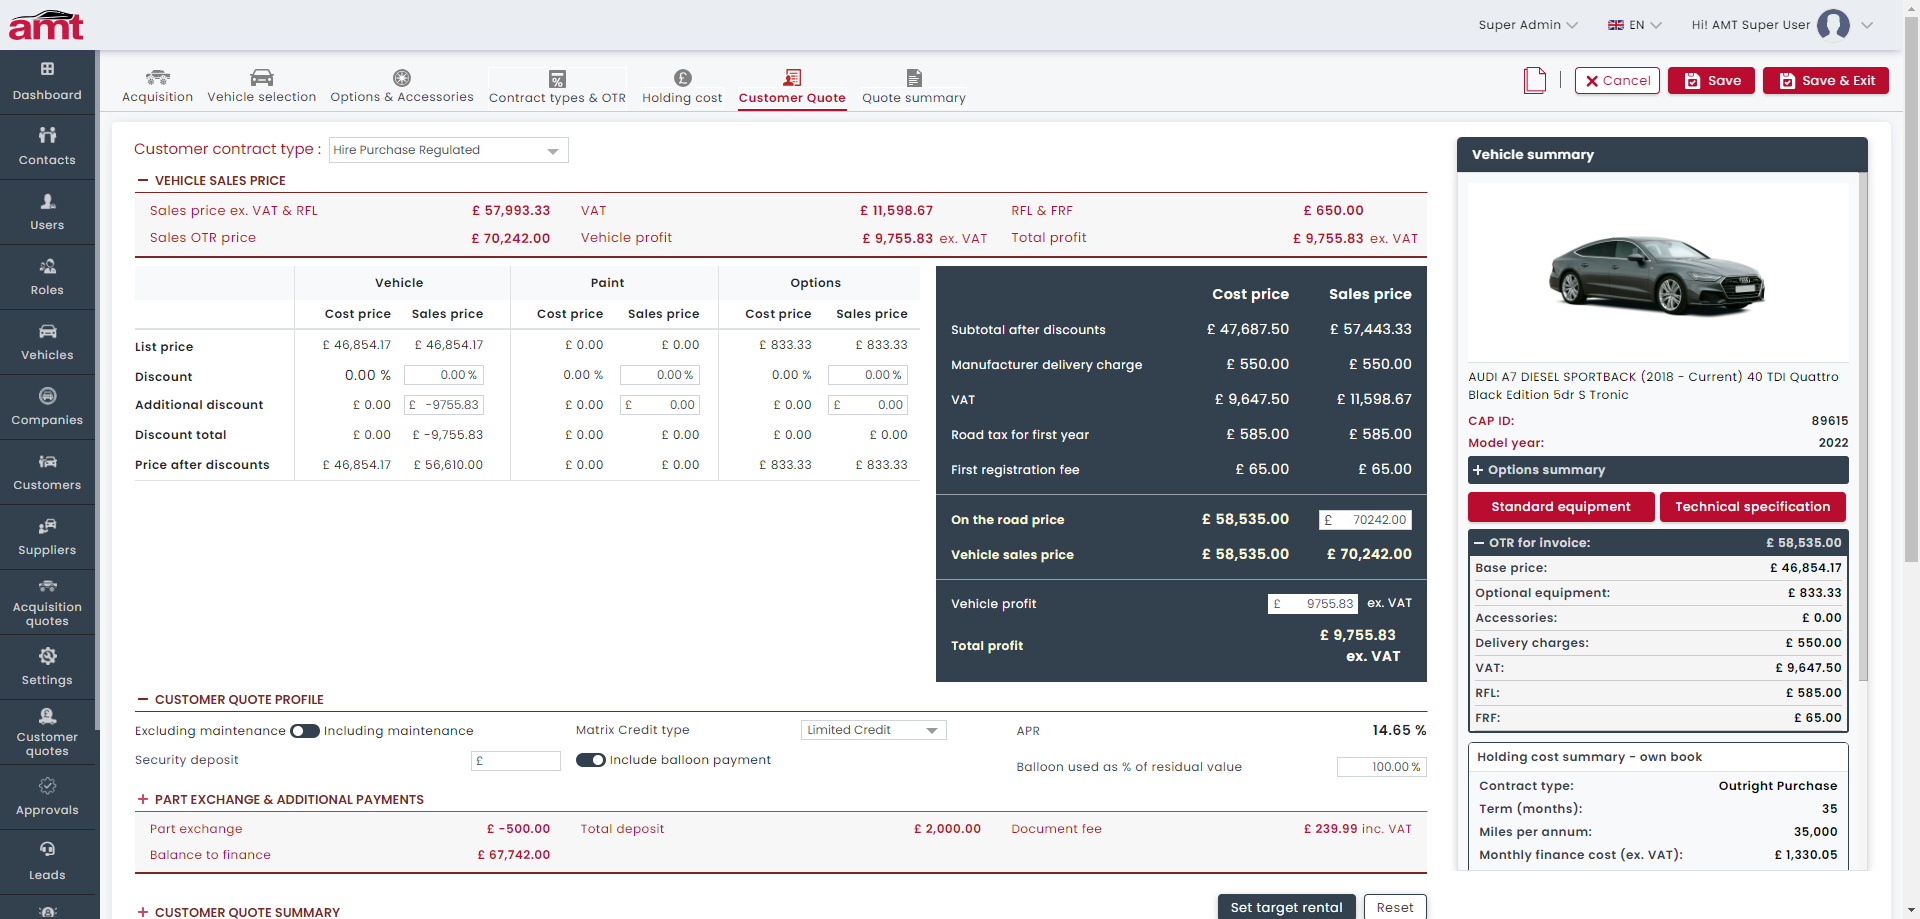 amt
Super Admin
EN
Hi! AMT Super User
Dashboard
Contacts
Users
Roles
Vehicles
Companies
Customers
Suppliers
Acquisition
quotes
Settings
Customer
quotes
Approvals
Leads
Acquisition
Vehicle selection
Options & Accessories
Contract types & OTR
Holding cost
Customer Quote
Quote summary
Cancel
Save
Save & Exit
Customer contract type : Hire Purchase Regulated
VEHICLE SALES PRICE
Sales price ex. VAT & RFL £ 57,993.33 VAT £ 11,598.67 RFL & FRF £ 650.00
Sales OTR price £ 70,242.00 Vehicle profit £ 9,755.83 ex. VAT Total profit £ 9,755.83 ex. VAT
Vehicle Paint Options
Cost price Sales price Cost price Sales price Cost price Sales price
List price £ 46,854.17 £ 46,854.17 £ 0.00 £ 0.00 £ 833.33 £ 833.33
Discount 0.00 % 0.00 % 0.00 % 0.00 % 0.00 % 0.00 %
Additional discount £ 0.00 £ -9755.83 £ 0.00 £ 0.00 £ 0.00 £ 0.00
Discount total £ 0.00 £ -9,755.83 £ 0.00 £ 0.00 £ 0.00 £ 0.00
Price after discounts £ 46,854.17 £ 56,610.00 £ 0.00 £ 0.00 £ 833.33 £ 833.33
Cost price Sales price
Subtotal after discounts £ 47,687.50 £ 57,443.33
Manufacturer delivery charge £ 550.00 £ 550.00
VAT £ 9,647.50 £ 11,598.67
Road tax for first year £ 585.00 £ 585.00
First registration fee £ 65.00 £ 65.00
On the road price £ 58,535.00 £ 70242.00
Vehicle sales price £ 58,535.00 £ 70,242.00
Vehicle profit £ 9755.83 ex. VAT
Total profit £ 9,755.83
ex. VAT
CUSTOMER QUOTE PROFILE
Excluding maintenance Including maintenance Matrix Credit type Limited Credit APR 14.65 %
Security deposit £ Include balloon payment Balloon used as % of residual value 100.00 %
PART EXCHANGE & ADDITIONAL PAYMENTS
Part exchange £ -500.00 Total deposit £ 2,000.00 Document fee £ 239.99 inc. VAT
Balance to finance £ 67,742.00
CUSTOMER QUOTE SUMMARY
Set target rental Reset
Vehicle summary
AUDI A7 DIESEL SPORTBACK (2018 - Current) 40 TDI Quattro
Black Edition 5dr S Tronic
CAP ID: 89615
Model year: 2022
Options summary
Standard equipment Technical specification
OTR for invoice: £ 58,535.00
Base price: £ 46,854.17
Optional equipment: £ 833.33
Accessories: £ 0.00
Delivery charges: £ 550.00
VAT: £ 9,647.50
RFL: £ 585.00
FRF: £ 65.00
Holding cost summary - own book
Contract type: Outright Purchase
Term (months): 35
Miles per annum: 35,000
Monthly finance cost (ex. VAT): £ 1,330.05